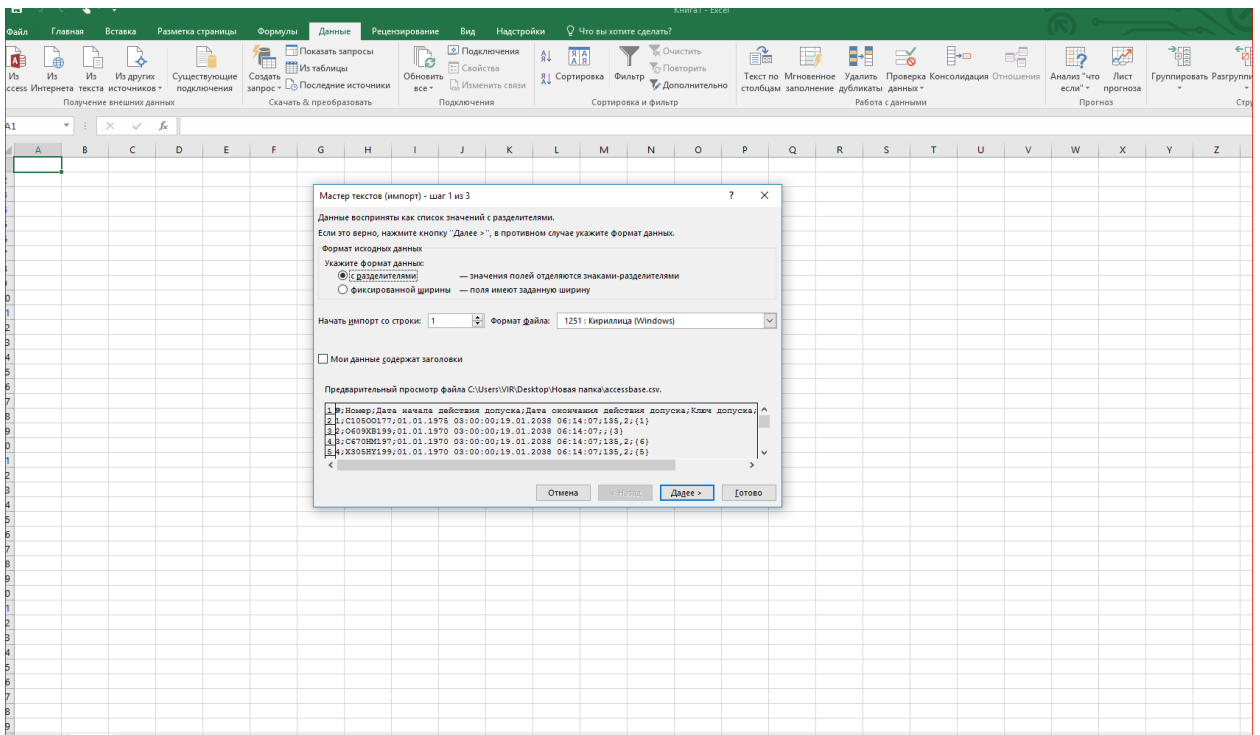 Книга1 - Excel
Файл Главная Вставка Разметка страницы Формулы Данные Рецензирование Вид Надстройки Что вы хотите сделать?
Из Access
Из Интернета
Из текста
Из других источников
Существующие подключения
Получение внешних данных
Создать запрос
Показать запросы
Из таблицы
Последние источники
Скачать & преобразовать
Обновить все
Подключения
Свойства
Изменить связи
Подключения
Сортировка
Фильтр
Очистить
Повторить
Дополнительно
Сортировка и фильтр
Текст по столбцам
Мгновенное заполнение
Удалить дубликаты
Проверка данных
Консолидация
Отношения
Работа с данными
Анализ "что если"
Лист прогноза
Прогноз
Группировать
Разгруппи
Стру
A1
fx
A B C D E F G H I J K L M N O P Q R S T U V W X Y Z
Мастер текстов (импорт) - шаг 1 из 3 ?
Данные восприняты как список значений с разделителями.
Если это верно, нажмите кнопку "Далее >", в противном случае укажите формат данных.
Формат исходных данных
Укажите формат данных:
с разделителями — значения полей отделяются знаками-разделителями
фиксированной ширины — поля имеют заданную ширину
Начать импорт со строки: 1 Формат файла: 1251 : Кириллица (Windows)
Мои данные содержат заголовки
Предварительный просмотр файла C:\Users\VIR\Desktop\Новая папка\accessbase.csv.
1 №;Номер;Дата начала действия допуска;Дата окончания действия допуска;Ключ допуска;
2 1;С105ОО177;01.01.1975 03:00:00;19.01.2038 06:14:07;135,2;{1}
3 2;О609ХВ199;01.01.1970 03:00:00;19.01.2038 06:14:07;;{3}
4 3;С670НМ197;01.01.1970 03:00:00;19.01.2038 06:14:07;135,2;{6}
5 4;Х305НУ199;01.01.1970 03:00:00;19.01.2038 06:14:07;135,2;{5}
Отмена < Назад Далее > Готово